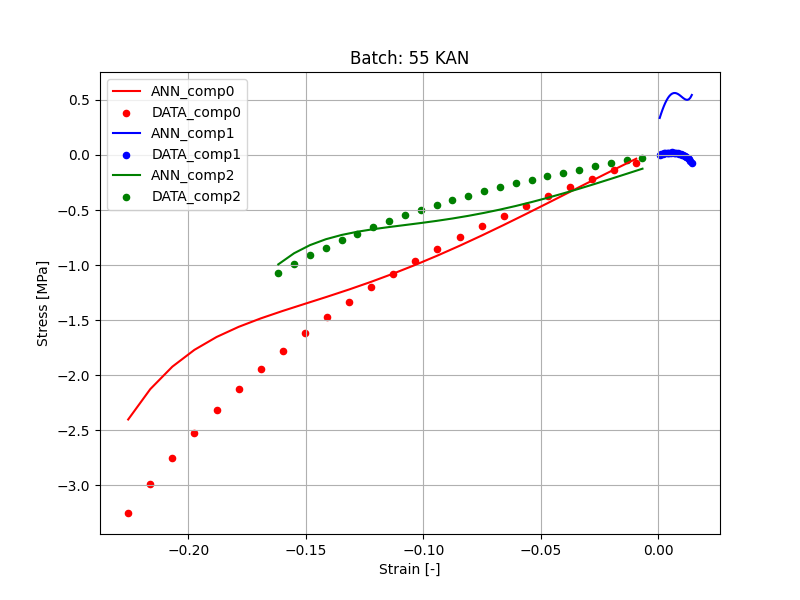 Batch: 55 KAN
ANN_comp0
DATA_comp0
ANN_comp1
DATA_comp1
ANN_comp2
DATA_comp2
0.5
0.0
−0.5
−1.0
−1.5
−2.0
−2.5
−3.0
Stress [MPa]
−0.20 −0.15 −0.10 −0.05 0.00
Strain [-]